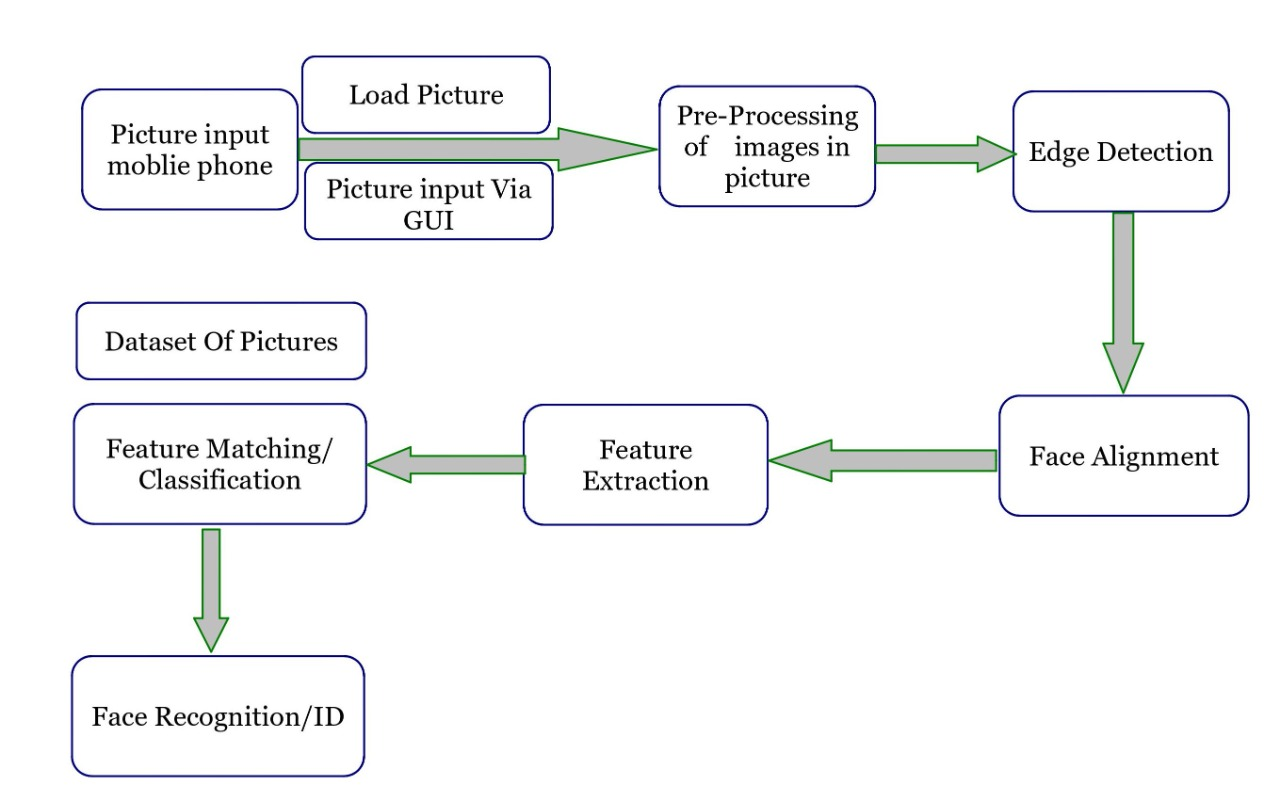 Load Picture
Picture input
moblie phone
Picture input Via
GUI
Pre-Processing
of images in
picture
Edge Detection
Dataset Of Pictures
Feature Matching/
Classification
Feature
Extraction
Face Alignment
Face Recognition/ID